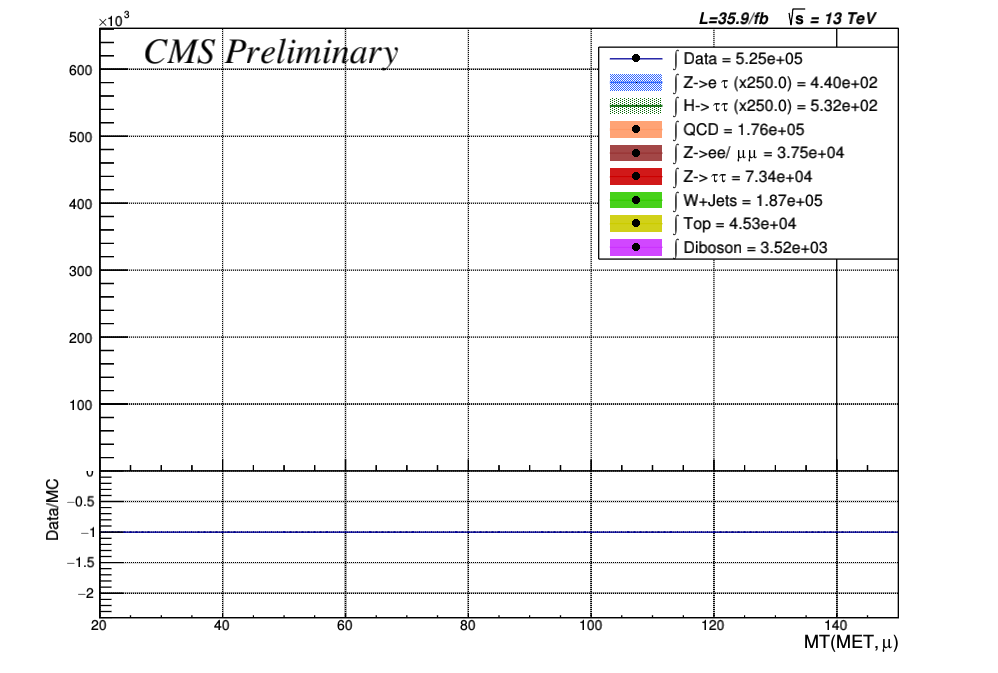 ×10³
L=35.9/fb √s = 13 TeV
CMS Preliminary
600
500
400
300
200
100
0
∫ Data = 5.25e+05
∫ Z->e τ (x250.0) = 4.40e+02
∫ H-> ττ (x250.0) = 5.32e+02
∫ QCD = 1.76e+05
∫ Z->ee/ μμ = 3.75e+04
∫ Z-> ττ = 7.34e+04
∫ W+Jets = 1.87e+05
∫ Top = 4.53e+04
∫ Diboson = 3.52e+03
Data/MC
−0.5
−1
−1.5
−2
20 40 60 80 100 120 140
MT(MET, μ)